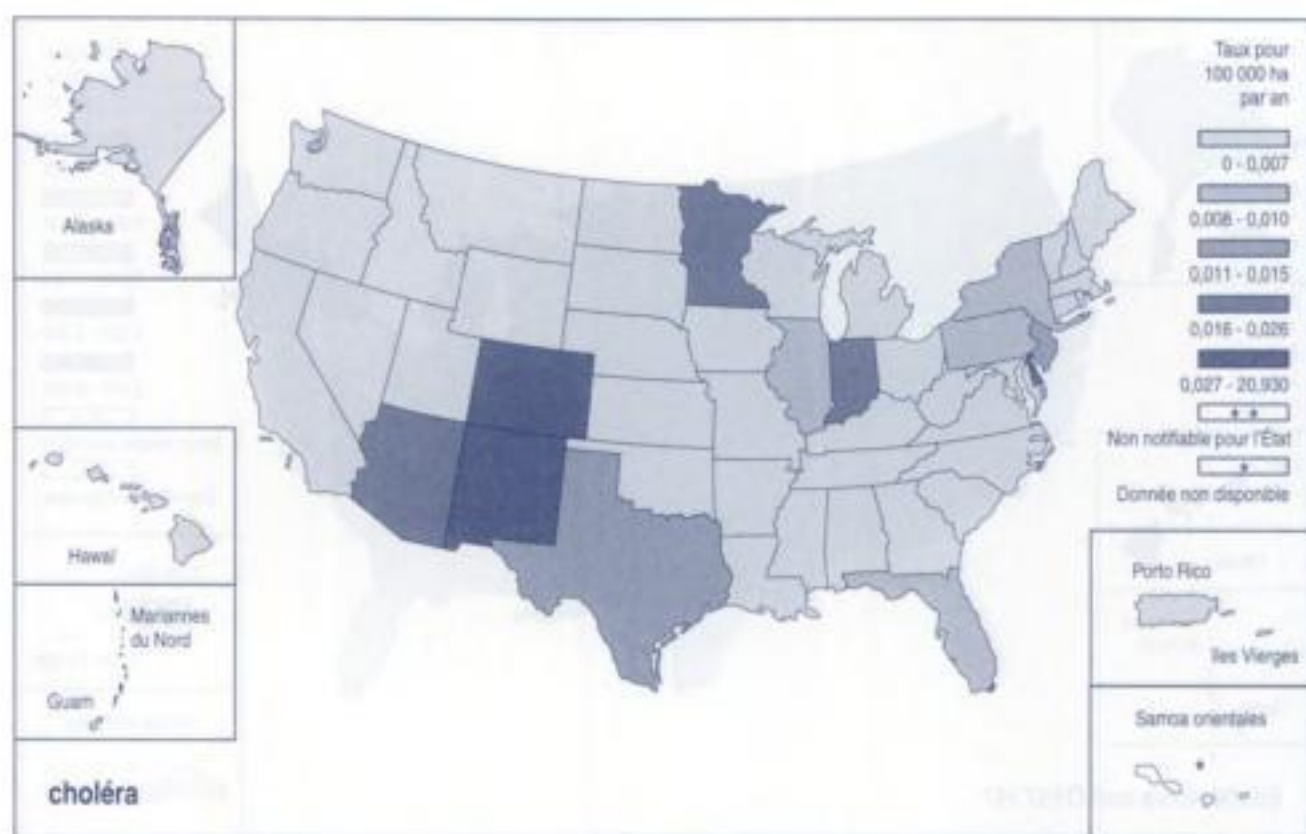 Alaska
Taux pour
100 000 ha
par an
0 - 0,007
0,008 - 0,010
0,011 - 0,015
0,016 - 0,026
0,027 - 20,930
* *
Non notifiable pour l'État
*
Donnée non disponible
Hawaï
Mariannes
du Nord
Guam
choléra
Porto Rico
Iles Vierges
Samoa orientales
*